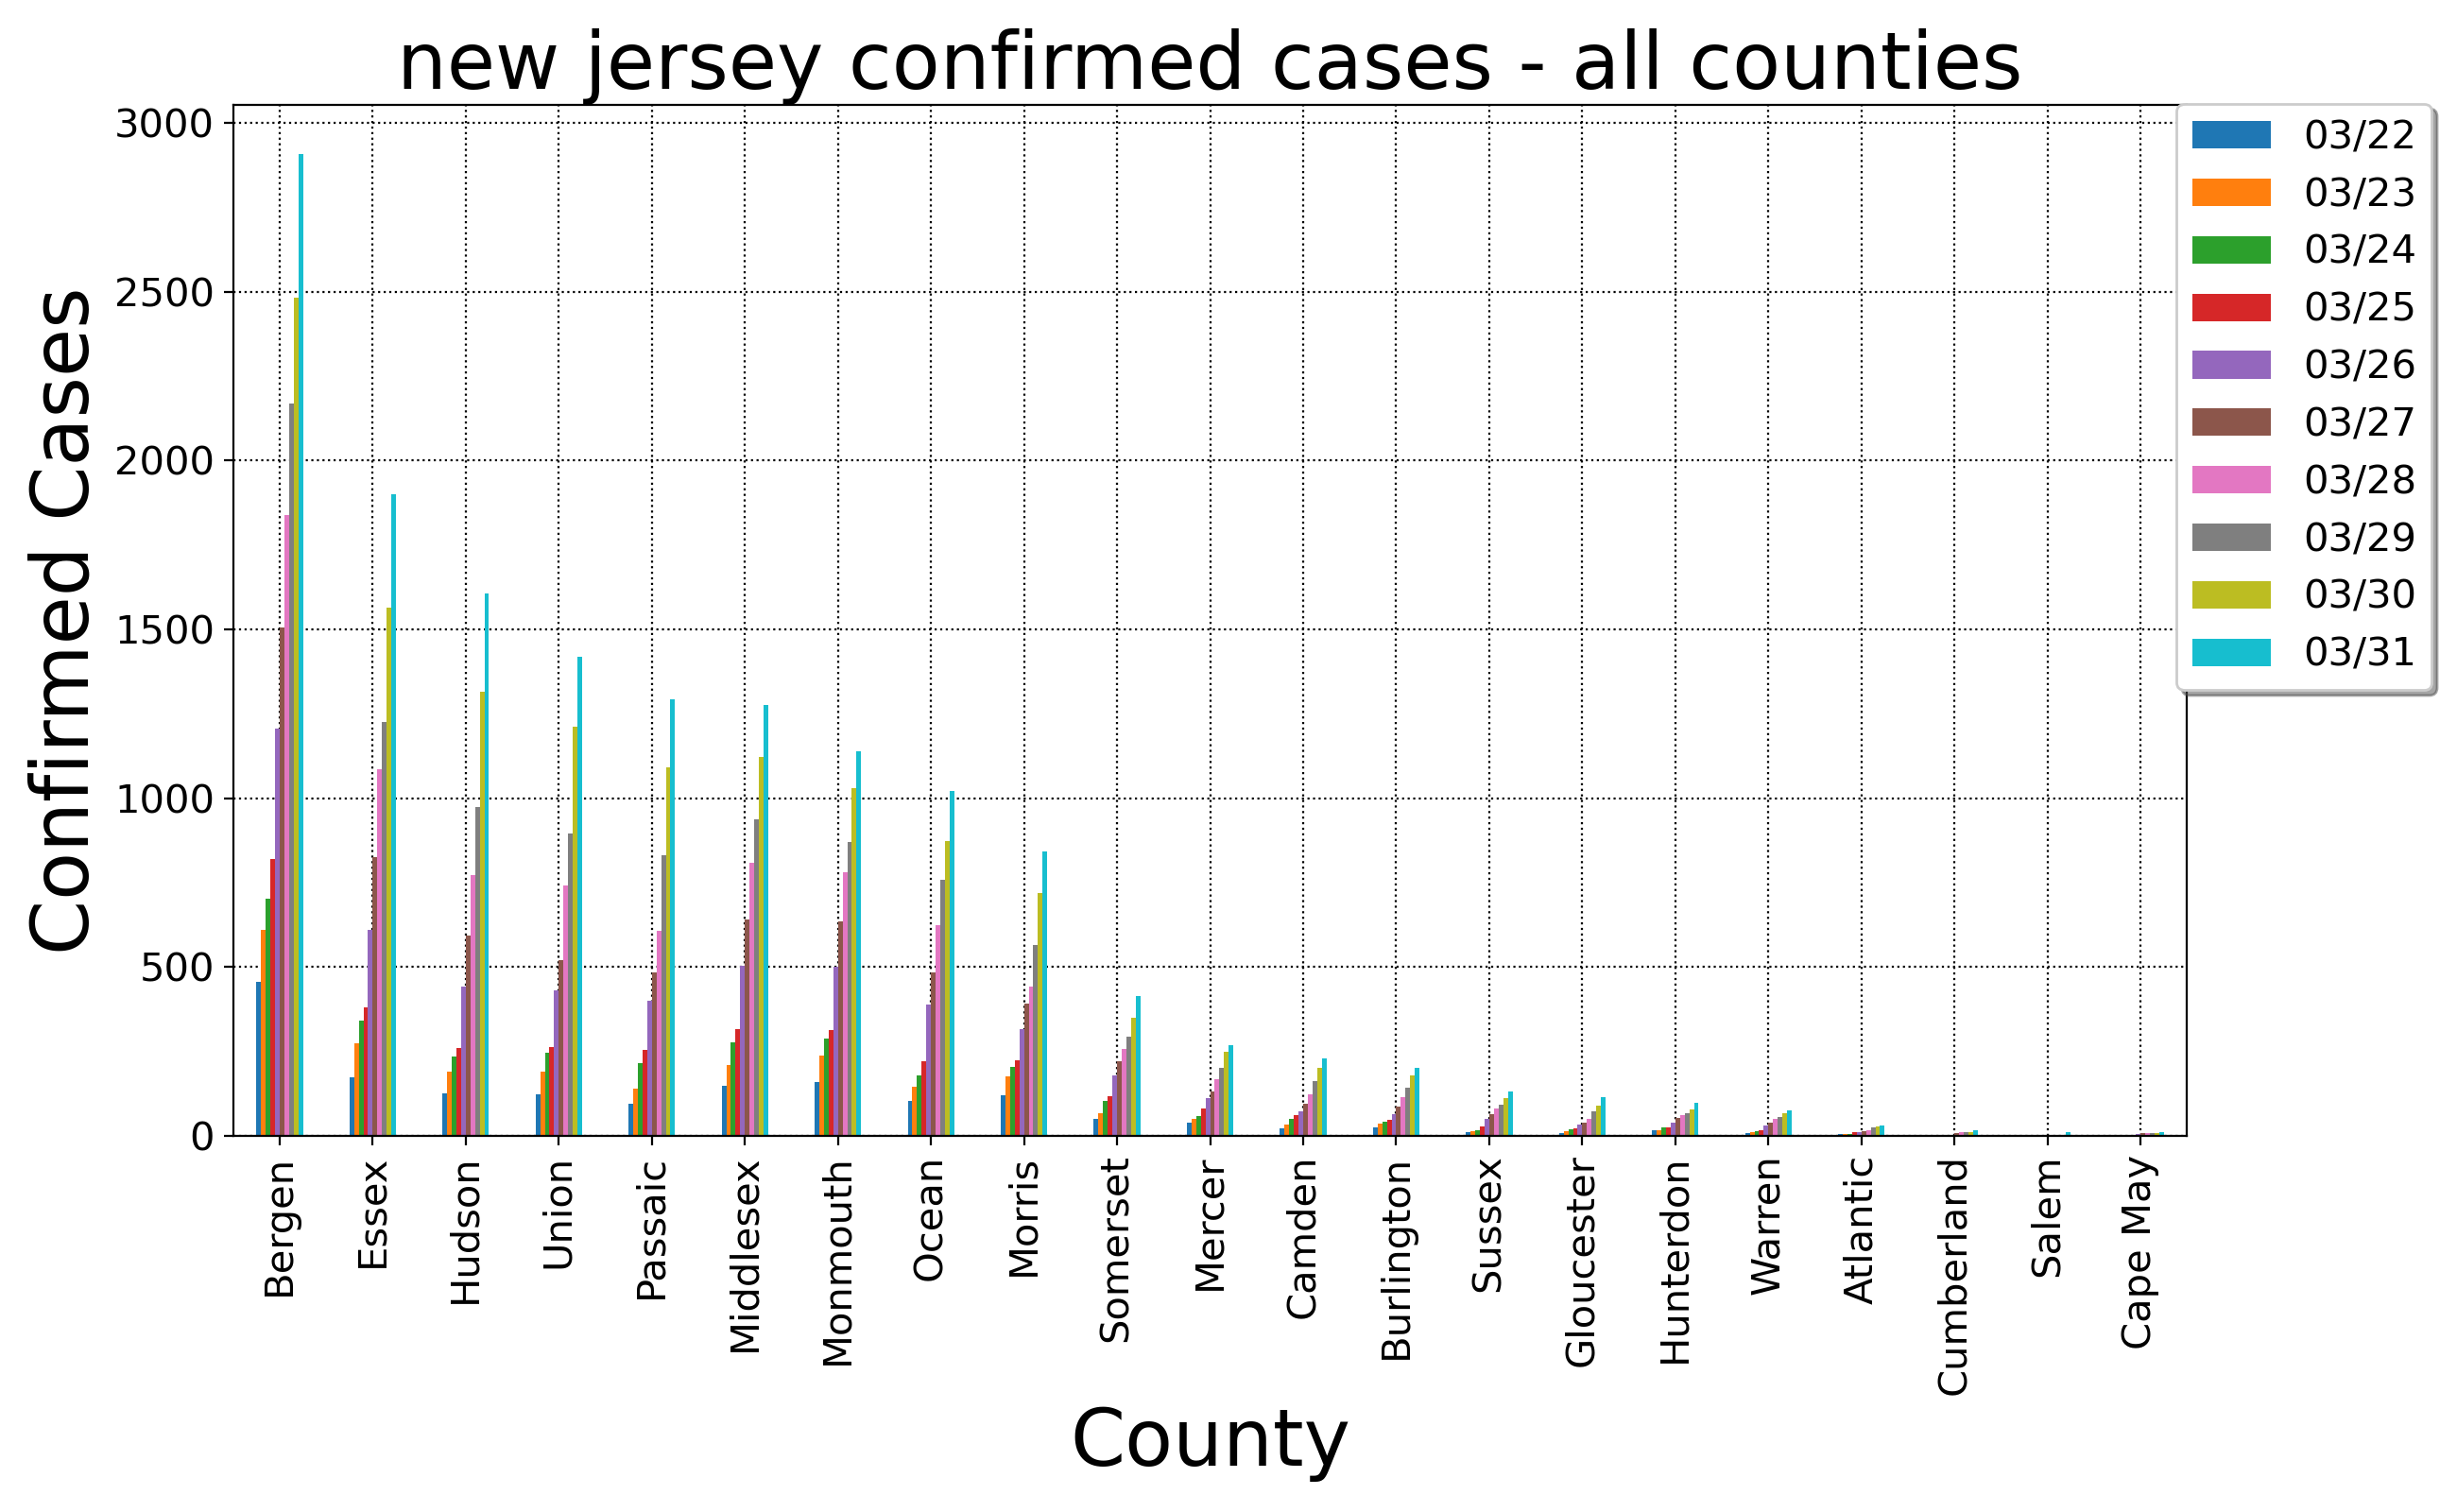 new jersey confirmed cases - all counties
Confirmed Cases
3000
2500
2000
1500
1000
500
0
03/22
03/23
03/24
03/25
03/26
03/27
03/28
03/29
03/30
03/31
Bergen
Essex
Hudson
Union
Passaic
Middlesex
Monmouth
Ocean
Morris
Somerset
Mercer
Camden
Burlington
Sussex
Gloucester
Hunterdon
Warren
Atlantic
Cumberland
Salem
Cape May
County